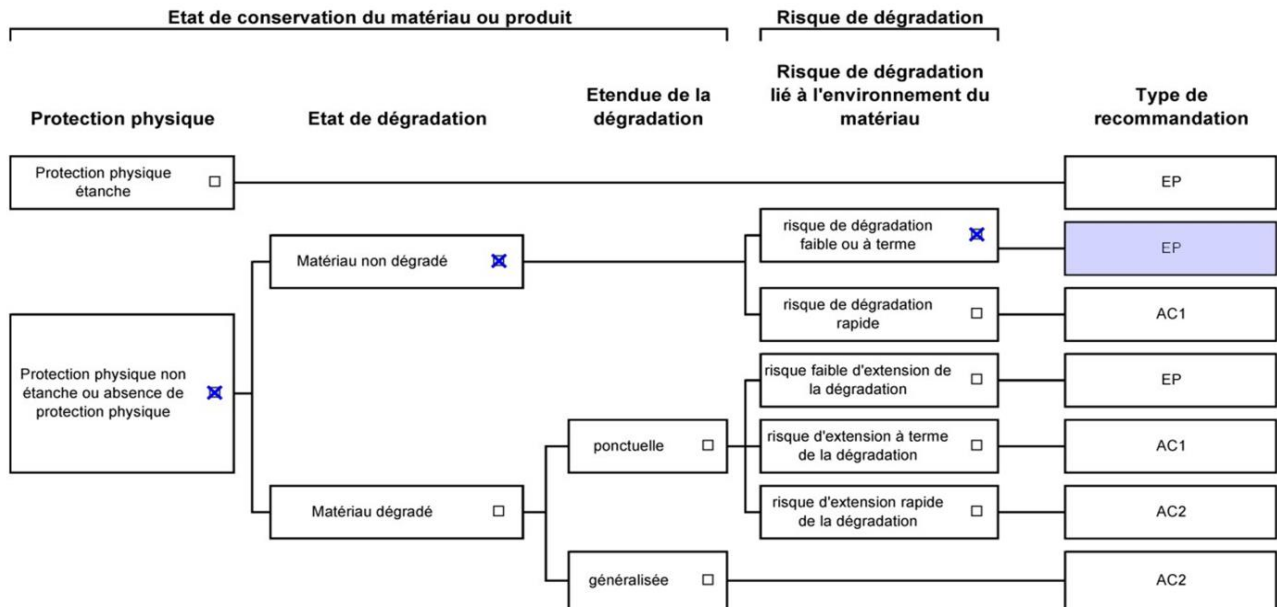 Etat de conservation du matériau ou produit
Risque de dégradation
Protection physique
Etat de dégradation
Etendue de la
dégradation
Risque de dégradation
lié à l'environnement du
matériau
Type de
recommandation
Protection physique
étanche
EP
Protection physique non
étanche ou absence de
protection physique
Matériau non dégradé
risque de dégradation
faible ou à terme
EP
risque de dégradation
rapide
AC1
Matériau dégradé
ponctuelle
risque faible d'extension de
la dégradation
EP
risque d'extension à terme
de la dégradation
AC1
risque d'extension rapide
de la dégradation
AC2
généralisée
AC2